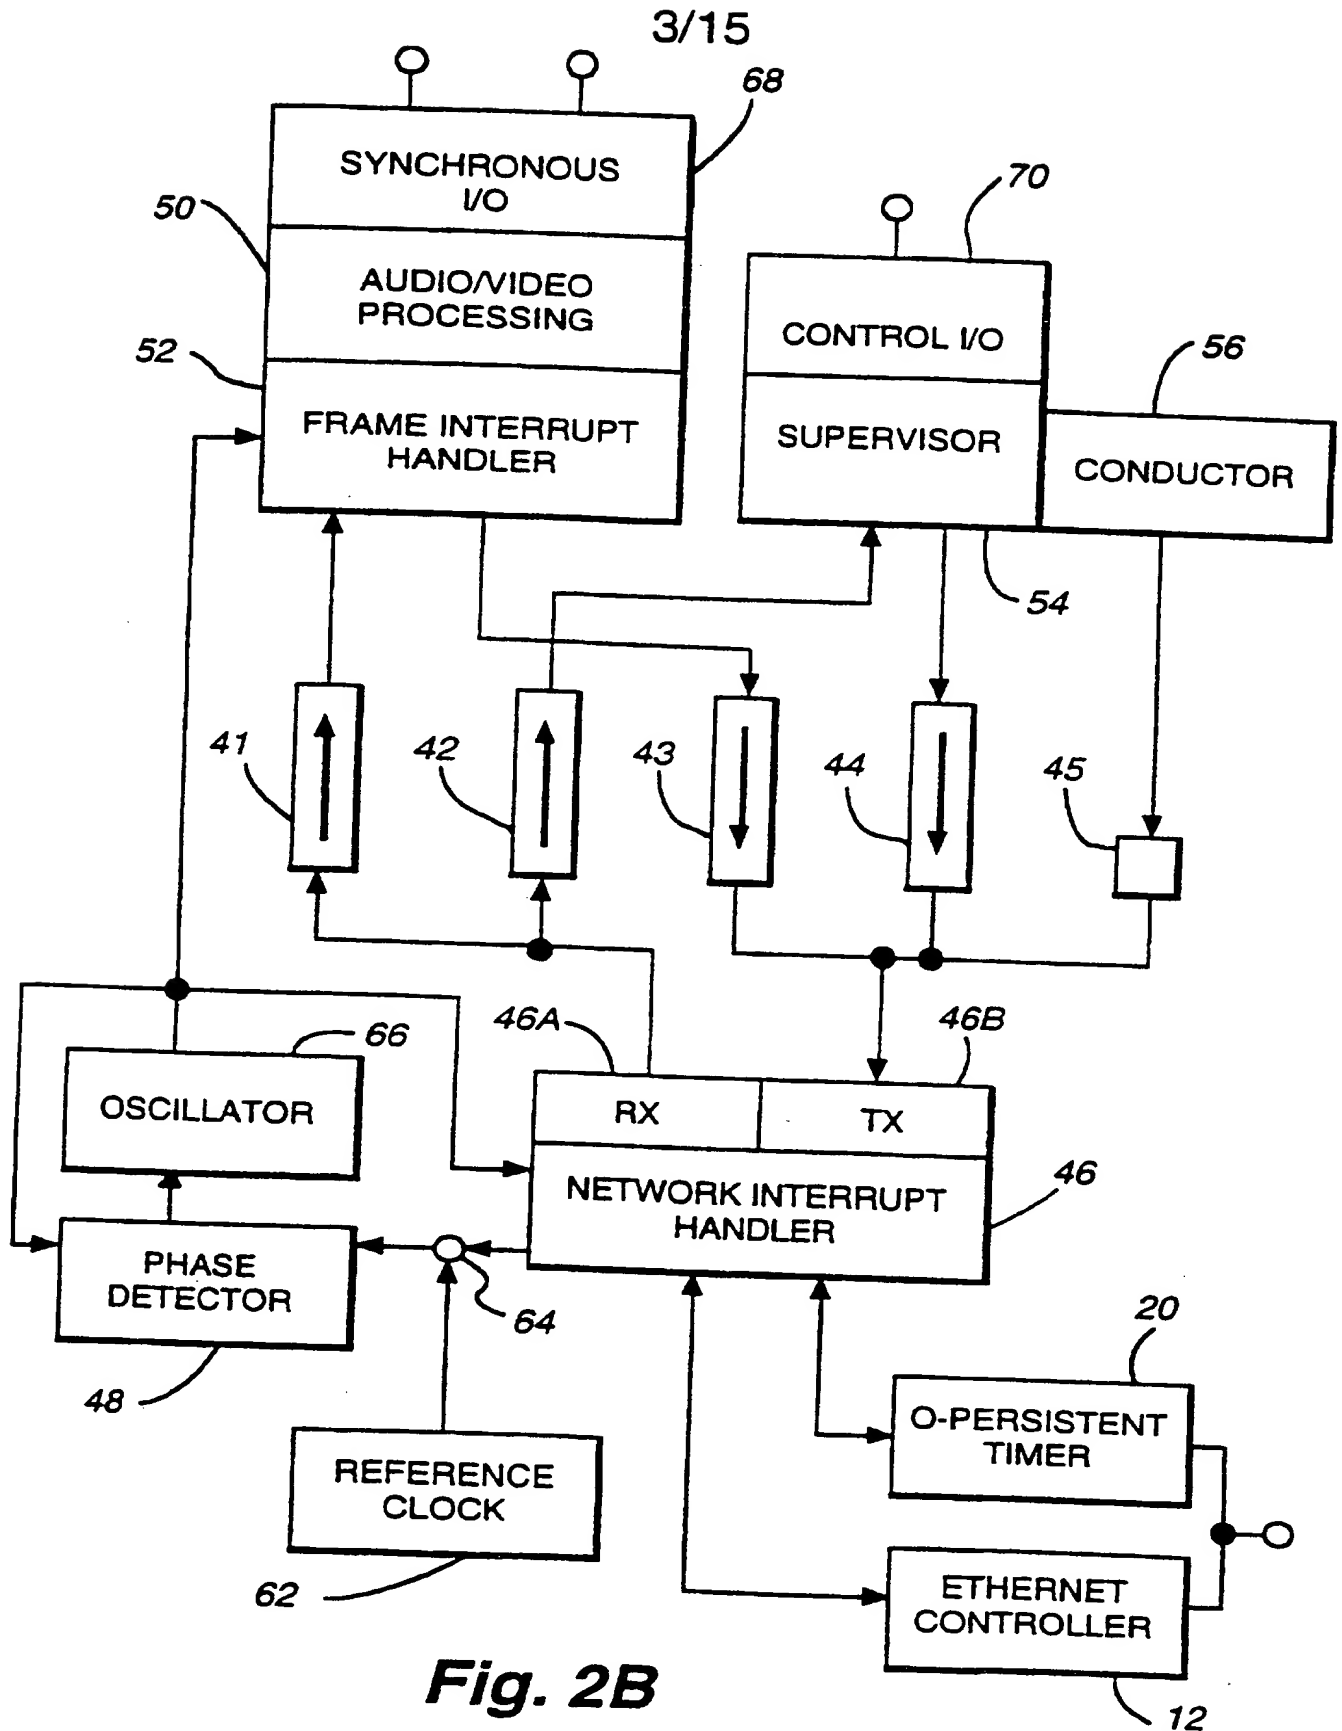 3/15
68
SYNCHRONOUS
I/O
50
70
AUDIO/VIDEO
PROCESSING
CONTROL I/O
52
56
FRAME INTERRUPT
HANDLER
SUPERVISOR
CONDUCTOR
54
41
42
43
44
45
46A
46B
66
OSCILLATOR
RX
TX
46
NETWORK INTERRUPT
HANDLER
PHASE
DETECTOR
64
20
48
O-PERSISTENT
TIMER
REFERENCE
CLOCK
62
ETHERNET
CONTROLLER
Fig. 2B
12